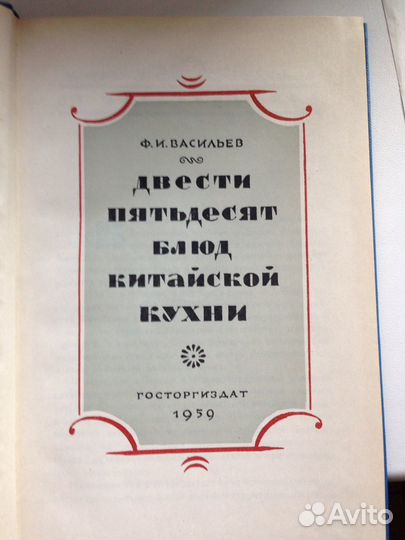 Ф.И.ВАСИЛЬЕВ
ДВЕСТИ
ПЯТЬДЕСЯТ
БЛЮД
КИТАЙСКОЙ
КУХНИ
ГОСТОРГИЗДАТ
1959
Avito